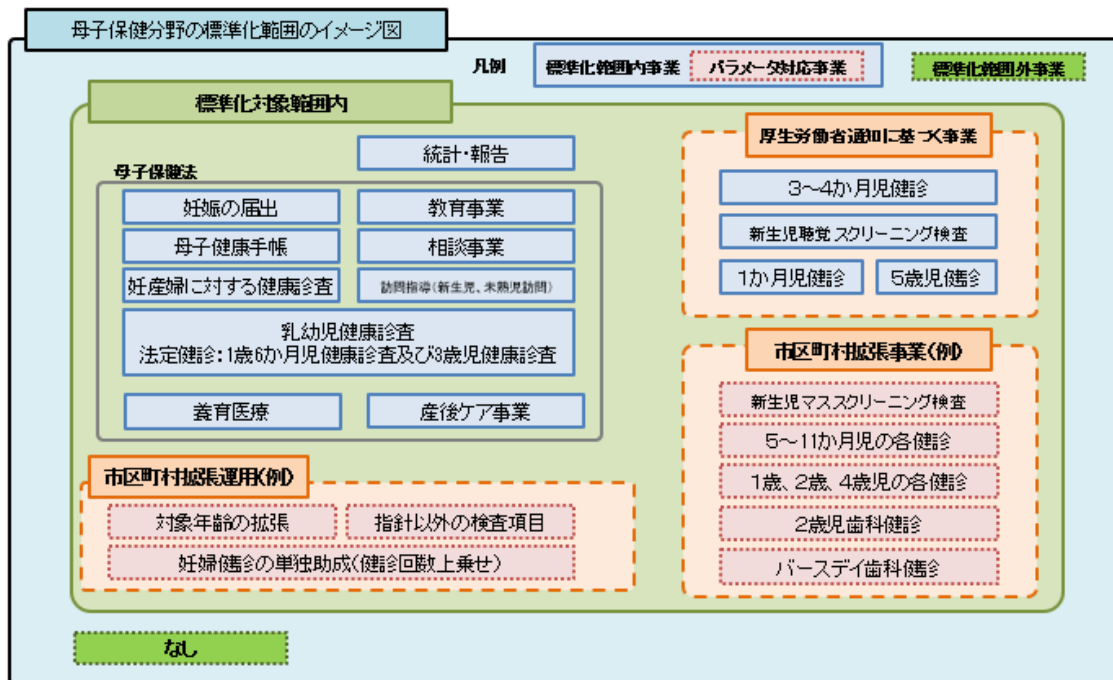 母子保健分野の標準化範囲のイメージ図
凡例
標準化範囲内事業
パラメータ対応事業
標準化範囲外事業
標準化対象範囲内
統計・報告
母子保健法
妊娠の届出
教育事業
母子健康手帳
相談事業
妊産婦に対する健康診査
訪問指導(新生児、未熟児訪問)
乳幼児健康診査
法定健診:1歳6か月児健康診査及び3歳児健康診査
養育医療
産後ケア事業
市区町村拡張運用(例)
対象年齢の拡張
指針以外の検査項目
妊婦健診の単独助成(健診回数上乗せ)
厚生労働省通知に基づく事業
3～4か月児健診
新生児聴覚スクリーニング検査
1か月児健診
5歳児健診
市区町村拡張事業(例)
新生児マススクリーニング検査
5～11か月児の各健診
1歳、2歳、4歳児の各健診
2歳児歯科健診
バースデイ歯科健診
なし